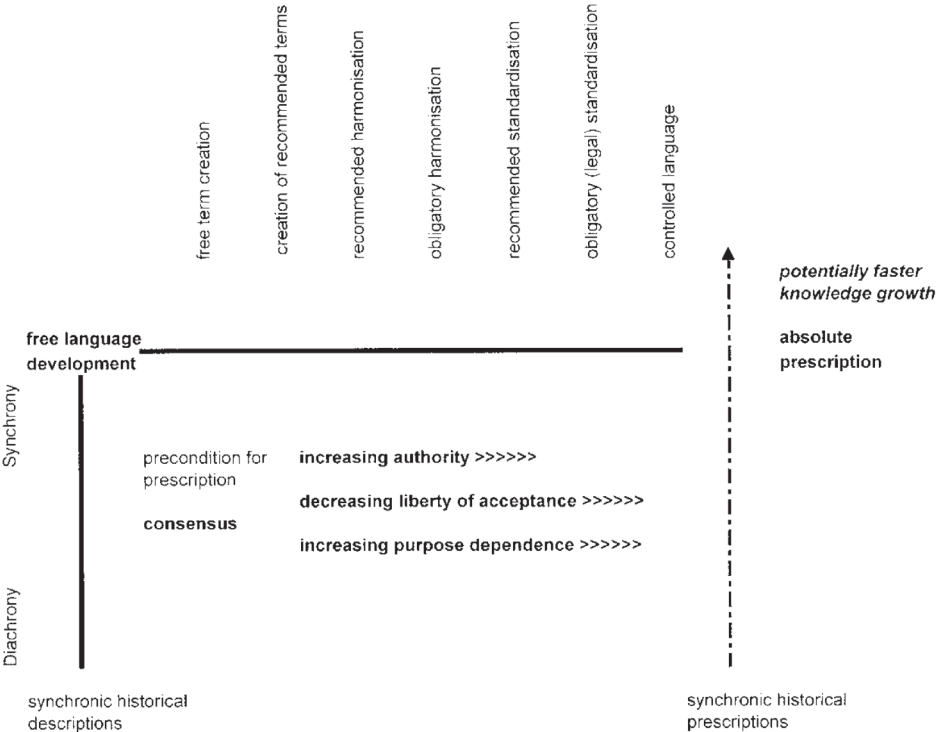 free term creation
creation of recommended terms
recommended harmonisation
obligatory harmonisation
recommended standardisation
obligatory (legal) standardisation
controlled language
potentially faster
knowledge growth
free language
development
absolute
prescription
Synchrony
precondition for
prescription
consensus
increasing authority >>>>>>
decreasing liberty of acceptance >>>>>>
increasing purpose dependence >>>>>>
Diachrony
synchronic historical
descriptions
synchronic historical
prescriptions